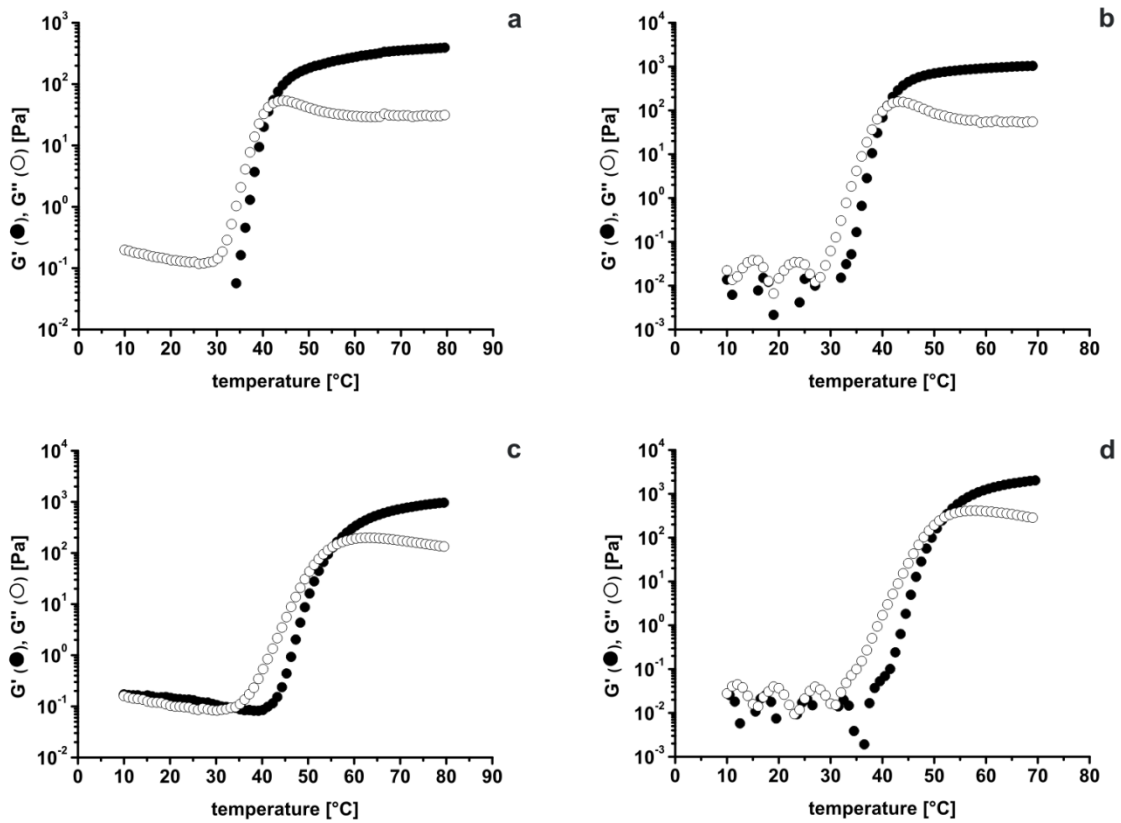 a
10³
10²
10¹
10⁰
10⁻¹
10⁻²
G' (●), G'' (○) [Pa]
0 10 20 30 40 50 60 70 80 90
temperature [°C]
b
10⁴
10³
10²
10¹
10⁰
10⁻¹
10⁻²
10⁻³
G' (●), G'' (○) [Pa]
0 10 20 30 40 50 60 70 80
temperature [°C]
c
10⁴
10³
10²
10¹
10⁰
10⁻¹
10⁻²
G' (●), G'' (○) [Pa]
0 10 20 30 40 50 60 70 80 90
temperature [°C]
d
10⁴
10³
10²
10¹
10⁰
10⁻¹
10⁻²
10⁻³
G' (●), G'' (○) [Pa]
0 10 20 30 40 50 60 70 80
temperature [°C]